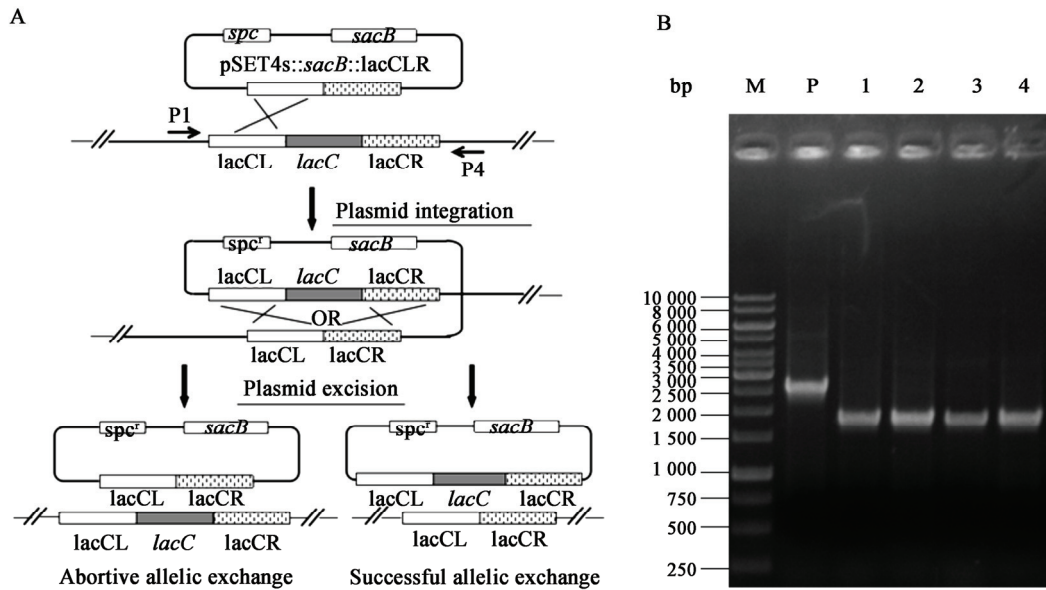 A
spc sacB
pSET4s::sacB::lacCLR
P1
lacCL lacC lacCR
P4
Plasmid integration
spcʳ sacB
lacCL lacC lacCR
OR
lacCL lacCR
Plasmid excision
spcʳ sacB
lacCL lacCR
lacCL lacC lacCR
Abortive allelic exchange
spcʳ sacB
lacCL lacC lacCR
lacCL lacCR
Successful allelic exchange
B
bp M P 1 2 3 4
10 000
8 000
6 000
5 000
4 000
3 500
3 000
2 500
2 000
1 500
1 000
750
500
250